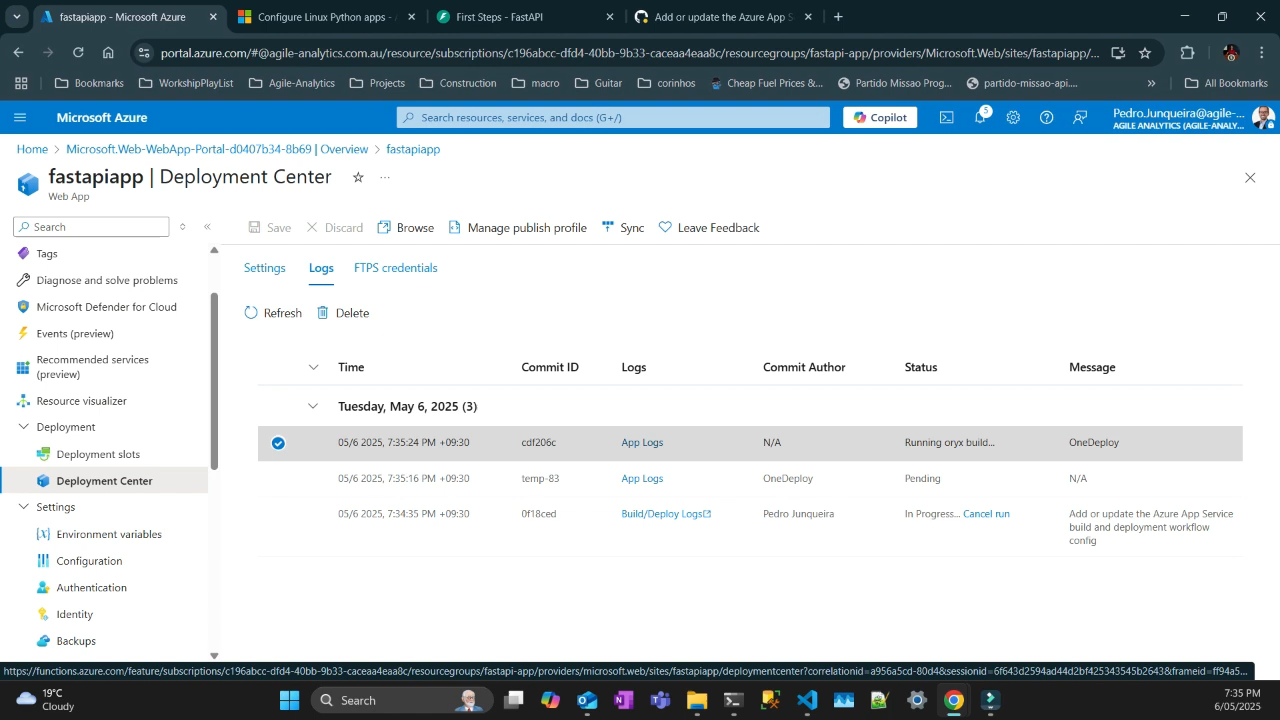 fastapiapp - Microsoft Azure
Configure Linux Python apps - A
First Steps - FastAPI
Add or update the Azure App S
portal.azure.com/#@agile-analytics.com.au/resource/subscriptions/c196abcc-dfd4-40bb-9b33-caceaa4eaa8c/resourcegroups/fastapi-app/providers/Microsoft.Web/sites/fastapiapp/...
Bookmarks
WorkshipPlayList
Agile-Analytics
Projects
Construction
macro
Guitar
corinhos
Cheap Fuel Prices &...
Partido Missao Prog...
partido-missao-api....
All Bookmarks
Microsoft Azure
Search resources, services, and docs (G+/)
Copilot
5
Pedro.Junqueira@agile-...
AGILE ANALYTICS (AGILE-ANALY...
Home > Microsoft.Web-WebApp-Portal-d0407b34-8b69 | Overview > fastapiapp
fastapiapp | Deployment Center
Web App
Search
Save
Discard
Browse
Manage publish profile
Sync
Leave Feedback
Tags
Diagnose and solve problems
Microsoft Defender for Cloud
Events (preview)
Recommended services
(preview)
Resource visualizer
Deployment
Deployment slots
Deployment Center
Settings
Environment variables
Configuration
Authentication
Identity
Backups
Settings
Logs
FTPS credentials
Refresh
Delete
Time Commit ID Logs Commit Author Status Message
Tuesday, May 6, 2025 (3)
05/6 2025, 7:35:24 PM +09:30 cdf206c App Logs N/A Running oryx build... OneDeploy
05/6 2025, 7:35:16 PM +09:30 temp-83 App Logs OneDeploy Pending N/A
05/6 2025, 7:34:35 PM +09:30 0f18ced Build/Deploy Logs Pedro Junqueira In Progress... Cancel run Add or update the Azure App Service
build and deployment workflow
config
https://functions.azure.com/feature/subscriptions/c196abcc-dfd4-40bb-9b33-caceaa4eaa8c/resourcegroups/fastapi-app/providers/microsoft.web/sites/fastapiapp/deploymentcenter?correlationid=a956a5cd-80d4&sessionid=6f643d2594ad44d2bf425343545b2643&frameid=ff94a5...
19°C
Cloudy
Search
7:35 PM
6/05/2025